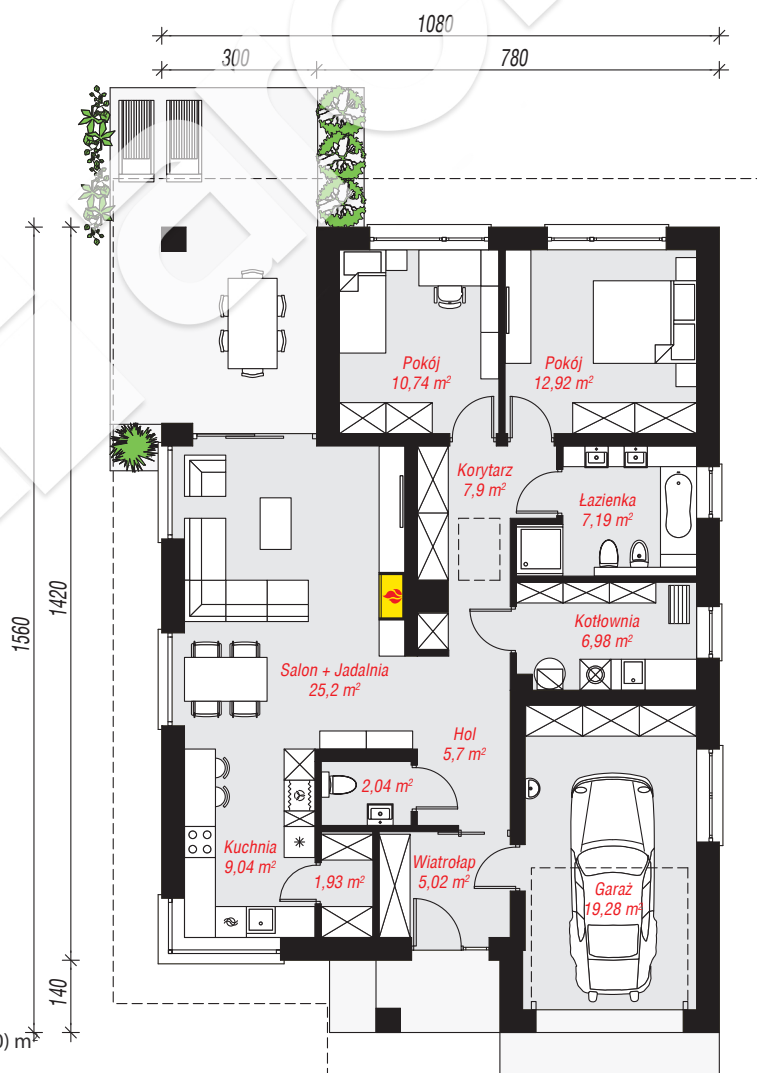 1080
300
780
Pokój
10,74 m²
Pokój
12,92 m²
Korytarz
7,9 m²
Łazienka
7,19 m²
1560
1420
Kotłownia
6,98 m²
Salon + Jadalnia
25,2 m²
Hol
5,7 m²
2,04 m²
Kuchnia
9,04 m²
1,93 m²
Wiatrołap
5,02 m²
Garaż
19,28 m²
140
0) m²